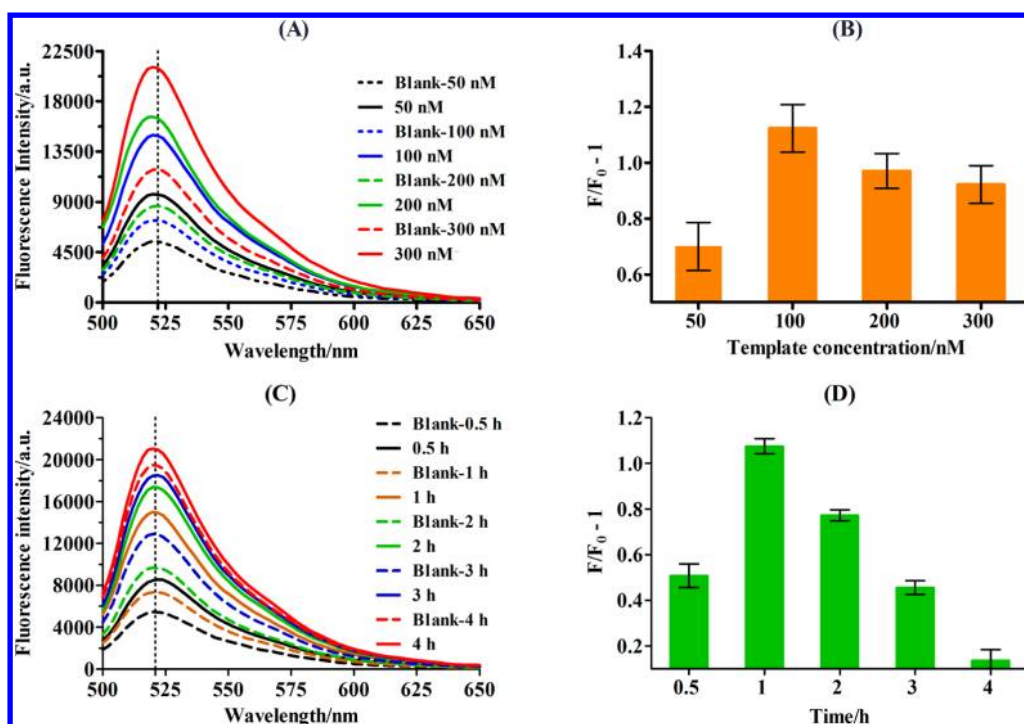 (A)
Fluorescence Intensity/a.u.
22500
18000
13500
9000
4500
0
500 525 550 575 600 625 650
Wavelength/nm
Blank-50 nM
50 nM
Blank-100 nM
100 nM
Blank-200 nM
200 nM
Blank-300 nM
300 nM
(B)
F/F0 - 1
1.4
1.2
1.0
0.8
0.6
50 100 200 300
Template concentration/nM
(C)
Fluorescence intensity/a.u.
24000
20000
16000
12000
8000
4000
0
500 525 550 575 600 625 650
Wavelength/nm
Blank-0.5 h
0.5 h
Blank-1 h
1 h
Blank-2 h
2 h
Blank-3 h
3 h
Blank-4 h
4 h
(D)
F/F0 - 1
1.2
1.0
0.8
0.6
0.4
0.2
0.5 1 2 3 4
Time/h